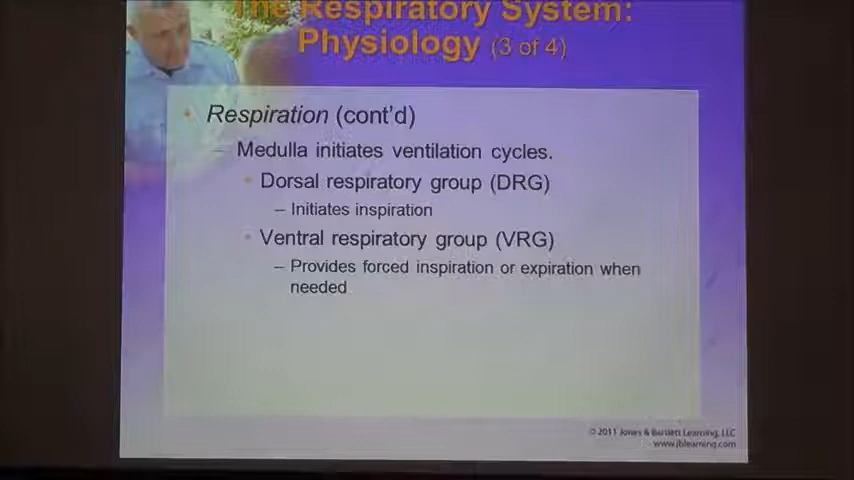 The Respiratory System:
Physiology (3 of 4)
• Respiration (cont'd)
– Medulla initiates ventilation cycles.
• Dorsal respiratory group (DRG)
– Initiates inspiration
• Ventral respiratory group (VRG)
– Provides forced inspiration or expiration when
needed
© 2011 Jones & Bartlett Learning, LLC
www.jblearning.com